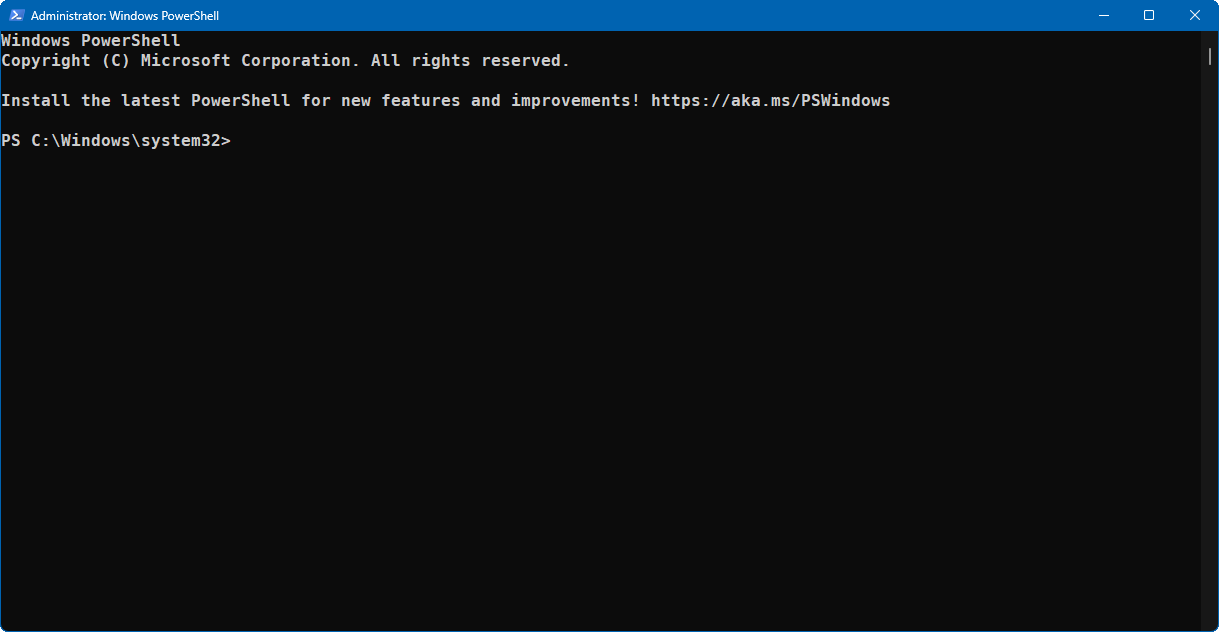 Administrator: Windows PowerShell
Windows PowerShell
Copyright (C) Microsoft Corporation. All rights reserved.
Install the latest PowerShell for new features and improvements! https://aka.ms/PSWindows
PS C:\Windows\system32>